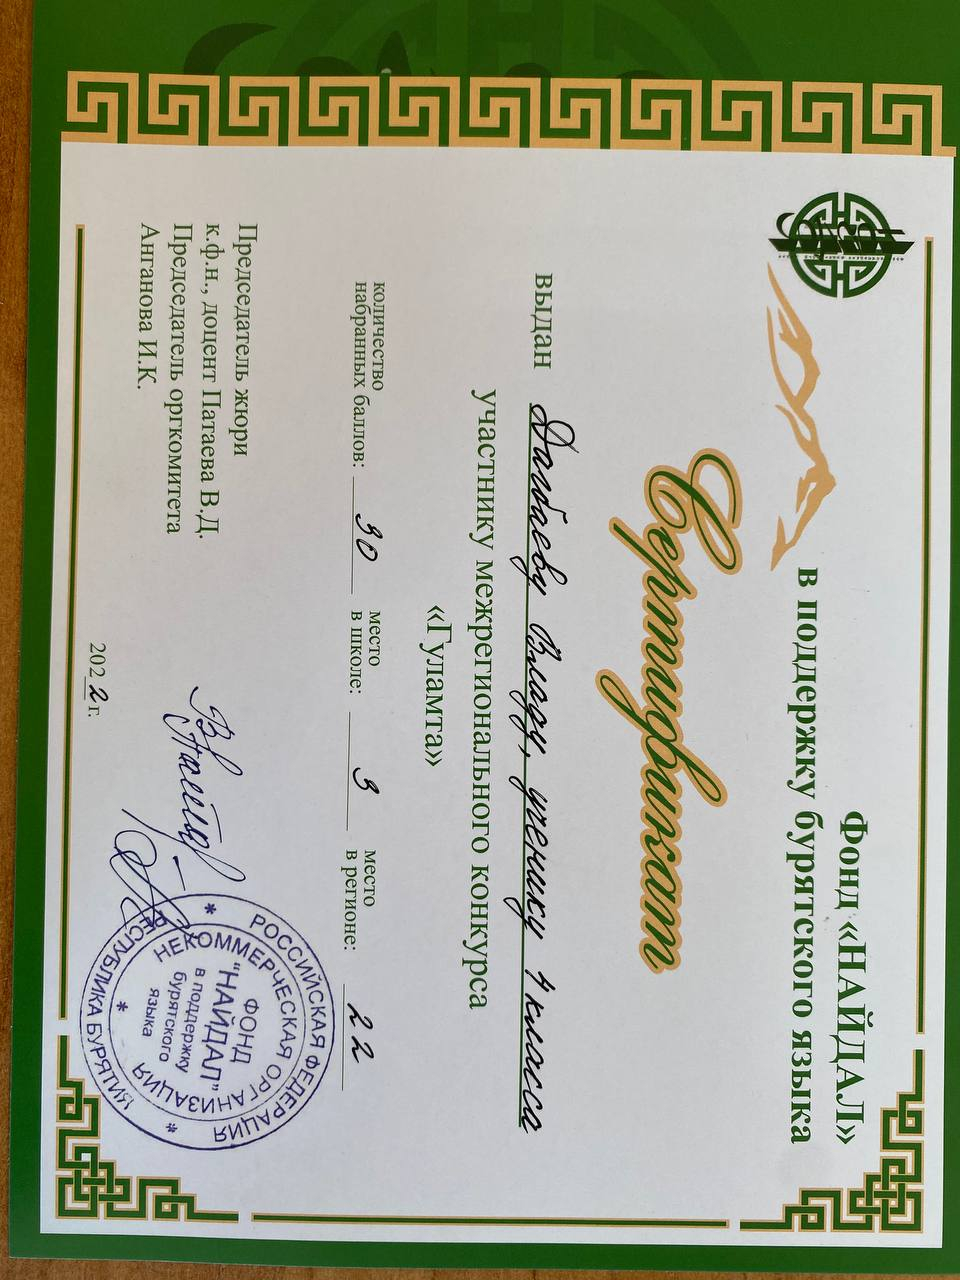 Фонд «НАЙДАЛ»
в поддержку бурятского языка
Сертификат
выдан Дагбаеву Владу, ученику 4 класса
участнику межрегионального конкурса
«Гуламта»
количество
набранных баллов: 30
место
в школе: 3
место
в регионе: 22
Председатель жюри
к.ф.н., доцент Патаева В.Д.
Председатель оргкомитета
Анганова И.К.
2022 г.
РОССИЙСКАЯ ФЕДЕРАЦИЯ
РЕСПУБЛИКА БУРЯТИЯ
НЕКОММЕРЧЕСКАЯ ОРГАНИЗАЦИЯ
ФОНД
"НАЙДАЛ"
в поддержку
бурятского
языка